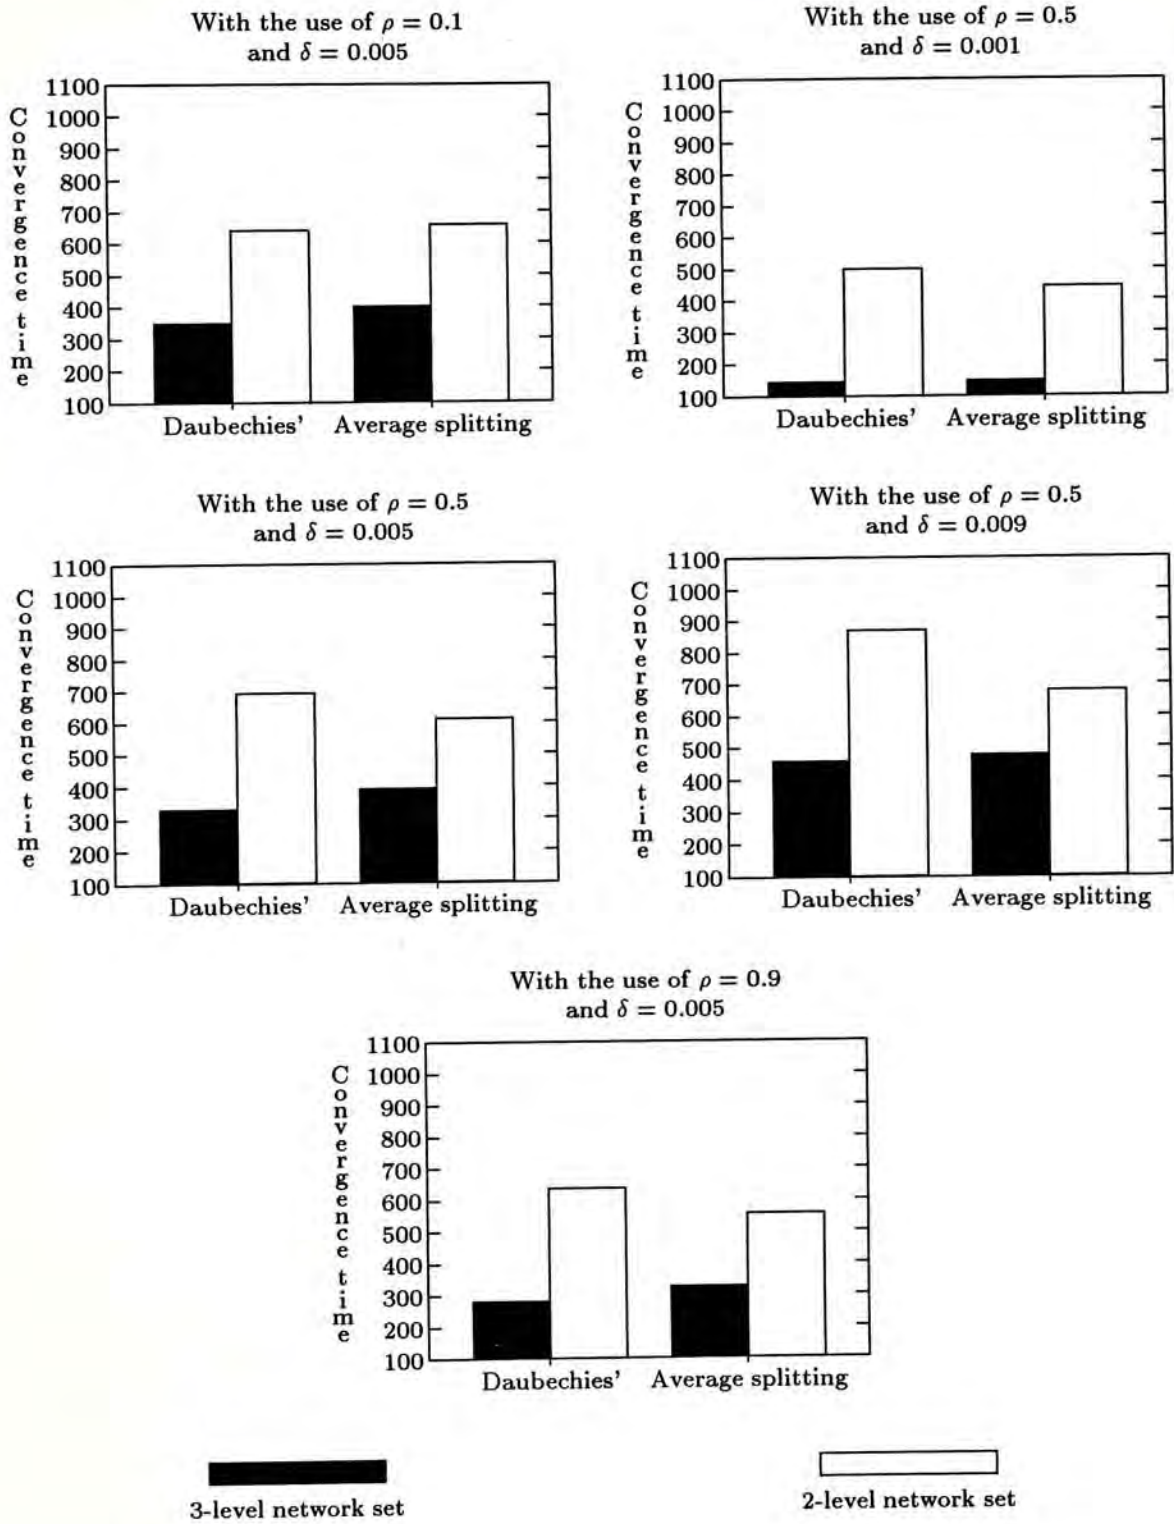 With the use of ρ = 0.1
and δ = 0.005
Convergence time
1100
1000
900
800
700
600
500
400
300
200
100
Daubechies' Average splitting
With the use of ρ = 0.5
and δ = 0.001
Convergence time
1100
1000
900
800
700
600
500
400
300
200
100
Daubechies' Average splitting
With the use of ρ = 0.5
and δ = 0.005
Convergence time
1100
1000
900
800
700
600
500
400
300
200
100
Daubechies' Average splitting
With the use of ρ = 0.5
and δ = 0.009
Convergence time
1100
1000
900
800
700
600
500
400
300
200
100
Daubechies' Average splitting
With the use of ρ = 0.9
and δ = 0.005
Convergence time
1100
1000
900
800
700
600
500
400
300
200
100
Daubechies' Average splitting
3-level network set
2-level network set